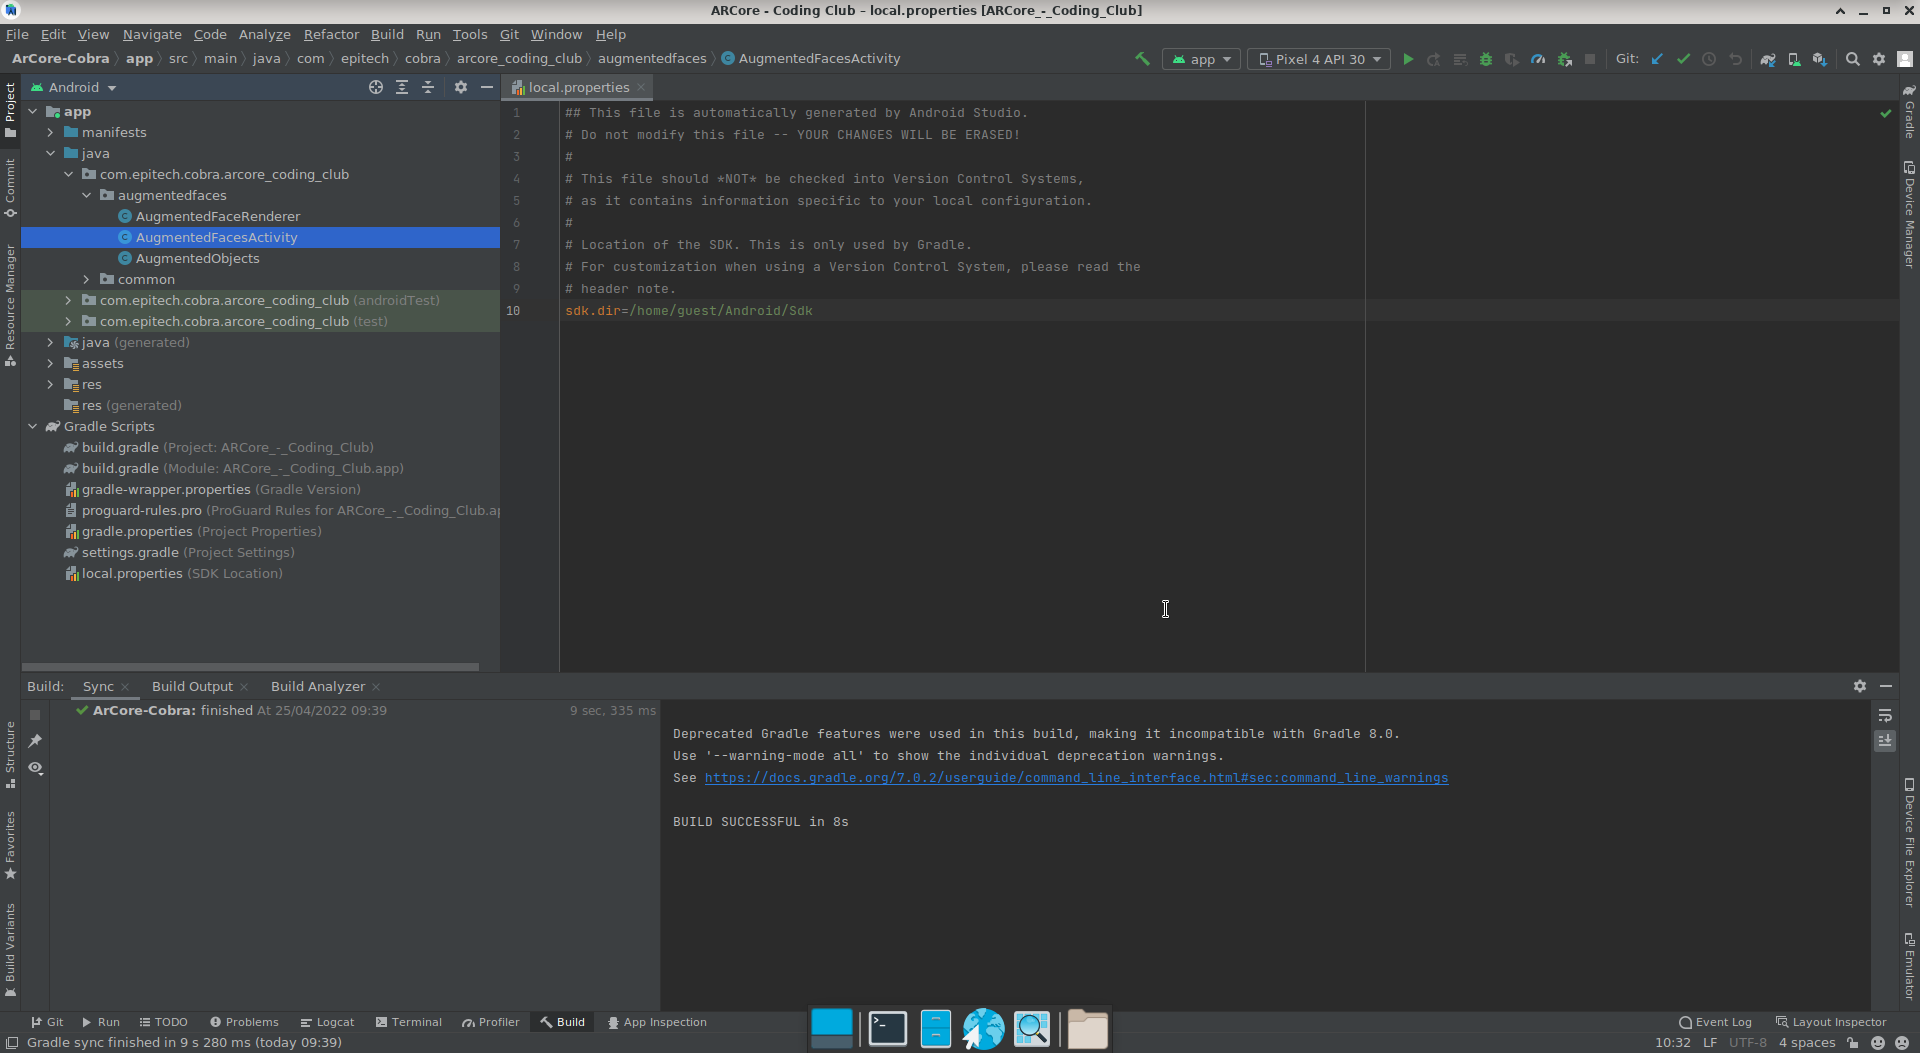 ARCore - Coding Club – local.properties [ARCore_-_Coding_Club]
File Edit View Navigate Code Analyze Refactor Build Run Tools Git Window Help
ArCore-Cobra app src main java com epitech cobra arcore_coding_club augmentedfaces AugmentedFacesActivity app Pixel 4 API 30 Git:
Project
Commit
Resource Manager
Structure
Favorites
Build Variants
Android
app
manifests
java
com.epitech.cobra.arcore_coding_club
augmentedfaces
AugmentedFaceRenderer
AugmentedFacesActivity
AugmentedObjects
common
com.epitech.cobra.arcore_coding_club (androidTest)
com.epitech.cobra.arcore_coding_club (test)
java (generated)
assets
res
res (generated)
Gradle Scripts
build.gradle (Project: ARCore_-_Coding_Club)
build.gradle (Module: ARCore_-_Coding_Club.app)
gradle-wrapper.properties (Gradle Version)
proguard-rules.pro (ProGuard Rules for ARCore_-_Coding_Club.ap
gradle.properties (Project Properties)
settings.gradle (Project Settings)
local.properties (SDK Location)
local.properties
1 ## This file is automatically generated by Android Studio.
2 # Do not modify this file -- YOUR CHANGES WILL BE ERASED!
3 #
4 # This file should *NOT* be checked into Version Control Systems,
5 # as it contains information specific to your local configuration.
6 #
7 # Location of the SDK. This is only used by Gradle.
8 # For customization when using a Version Control System, please read the
9 # header note.
10 sdk.dir=/home/guest/Android/Sdk
Gradle
Device Manager
Device File Explorer
Emulator
Build: Sync Build Output Build Analyzer
ArCore-Cobra: finished At 25/04/2022 09:39 9 sec, 335 ms
Deprecated Gradle features were used in this build, making it incompatible with Gradle 8.0.
Use '--warning-mode all' to show the individual deprecation warnings.
See https://docs.gradle.org/7.0.2/userguide/command_line_interface.html#sec:command_line_warnings
BUILD SUCCESSFUL in 8s
Git Run TODO Problems Logcat Terminal Profiler Build App Inspection Event Log Layout Inspector
Gradle sync finished in 9 s 280 ms (today 09:39) 10:32 LF UTF-8 4 spaces